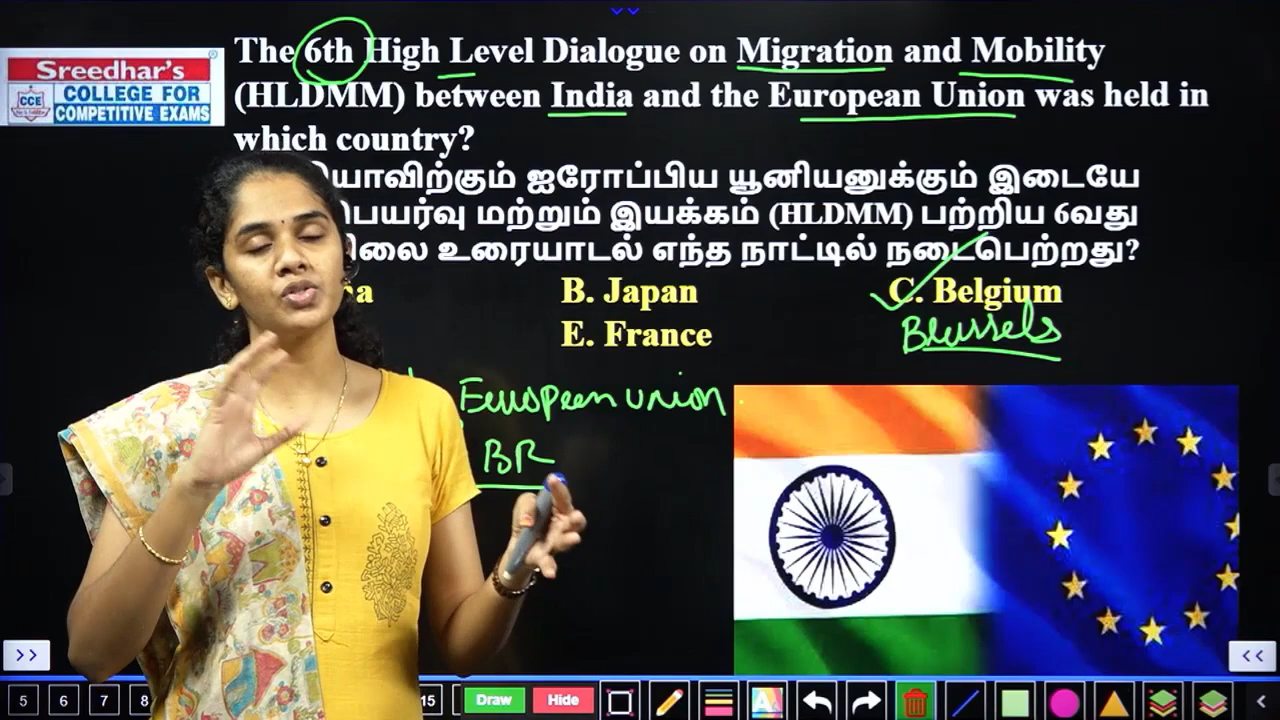 The 6th High Level Dialogue on Migration and Mobility
(HLDMM) between India and the European Union was held in
which country?
Sreedhar's
CCE
COLLEGE FOR
COMPETITIVE EXAMS
யாவிற்கும் ஐரோப்பிய யூனியனுக்கும் இடையே
பெயர்வு மற்றும் இயக்கம் (HLDMM) பற்றிய 6வது
நிலை உரையாடல் எந்த நாட்டில் நடைபெற்றது?
na B. Japan C. Belgium
Brussels
E. France
European union
BR
>> <<
5 6 7 8 15 Draw Hide